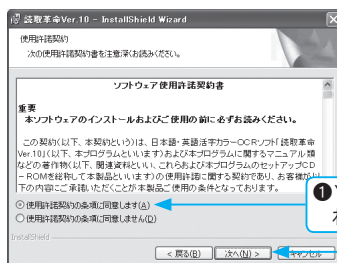 読取革命Ver.10 - InstallShield Wizard
使用許諾契約
次の使用許諾契約書を注意深くお読みください。
ソフトウェア使用許諾契約書
重要
本ソフトウェアのインストールおよびご使用の前に必ずお読みください。
この契約(以下、本契約という)は、日本語・英語活字カラーOCRソフト「読取革命
Ver.10」(以下、本プログラムといいます)および本プログラムに関するマニュアル類
などの著作物(以下、関連資料といい、これらおよび本プログラムのセットアップCD
－ROMを総称して本製品といいます)の使用許諾に関する契約であり、お客様が以
下の内容にご承諾いただくことが本製品ご使用の条件となっております。
使用許諾契約の条項に同意します(A)
使用許諾契約の条項に同意しません(D)
❶
InstallShield
< 戻る(B)
次へ(N) >
キャンセル